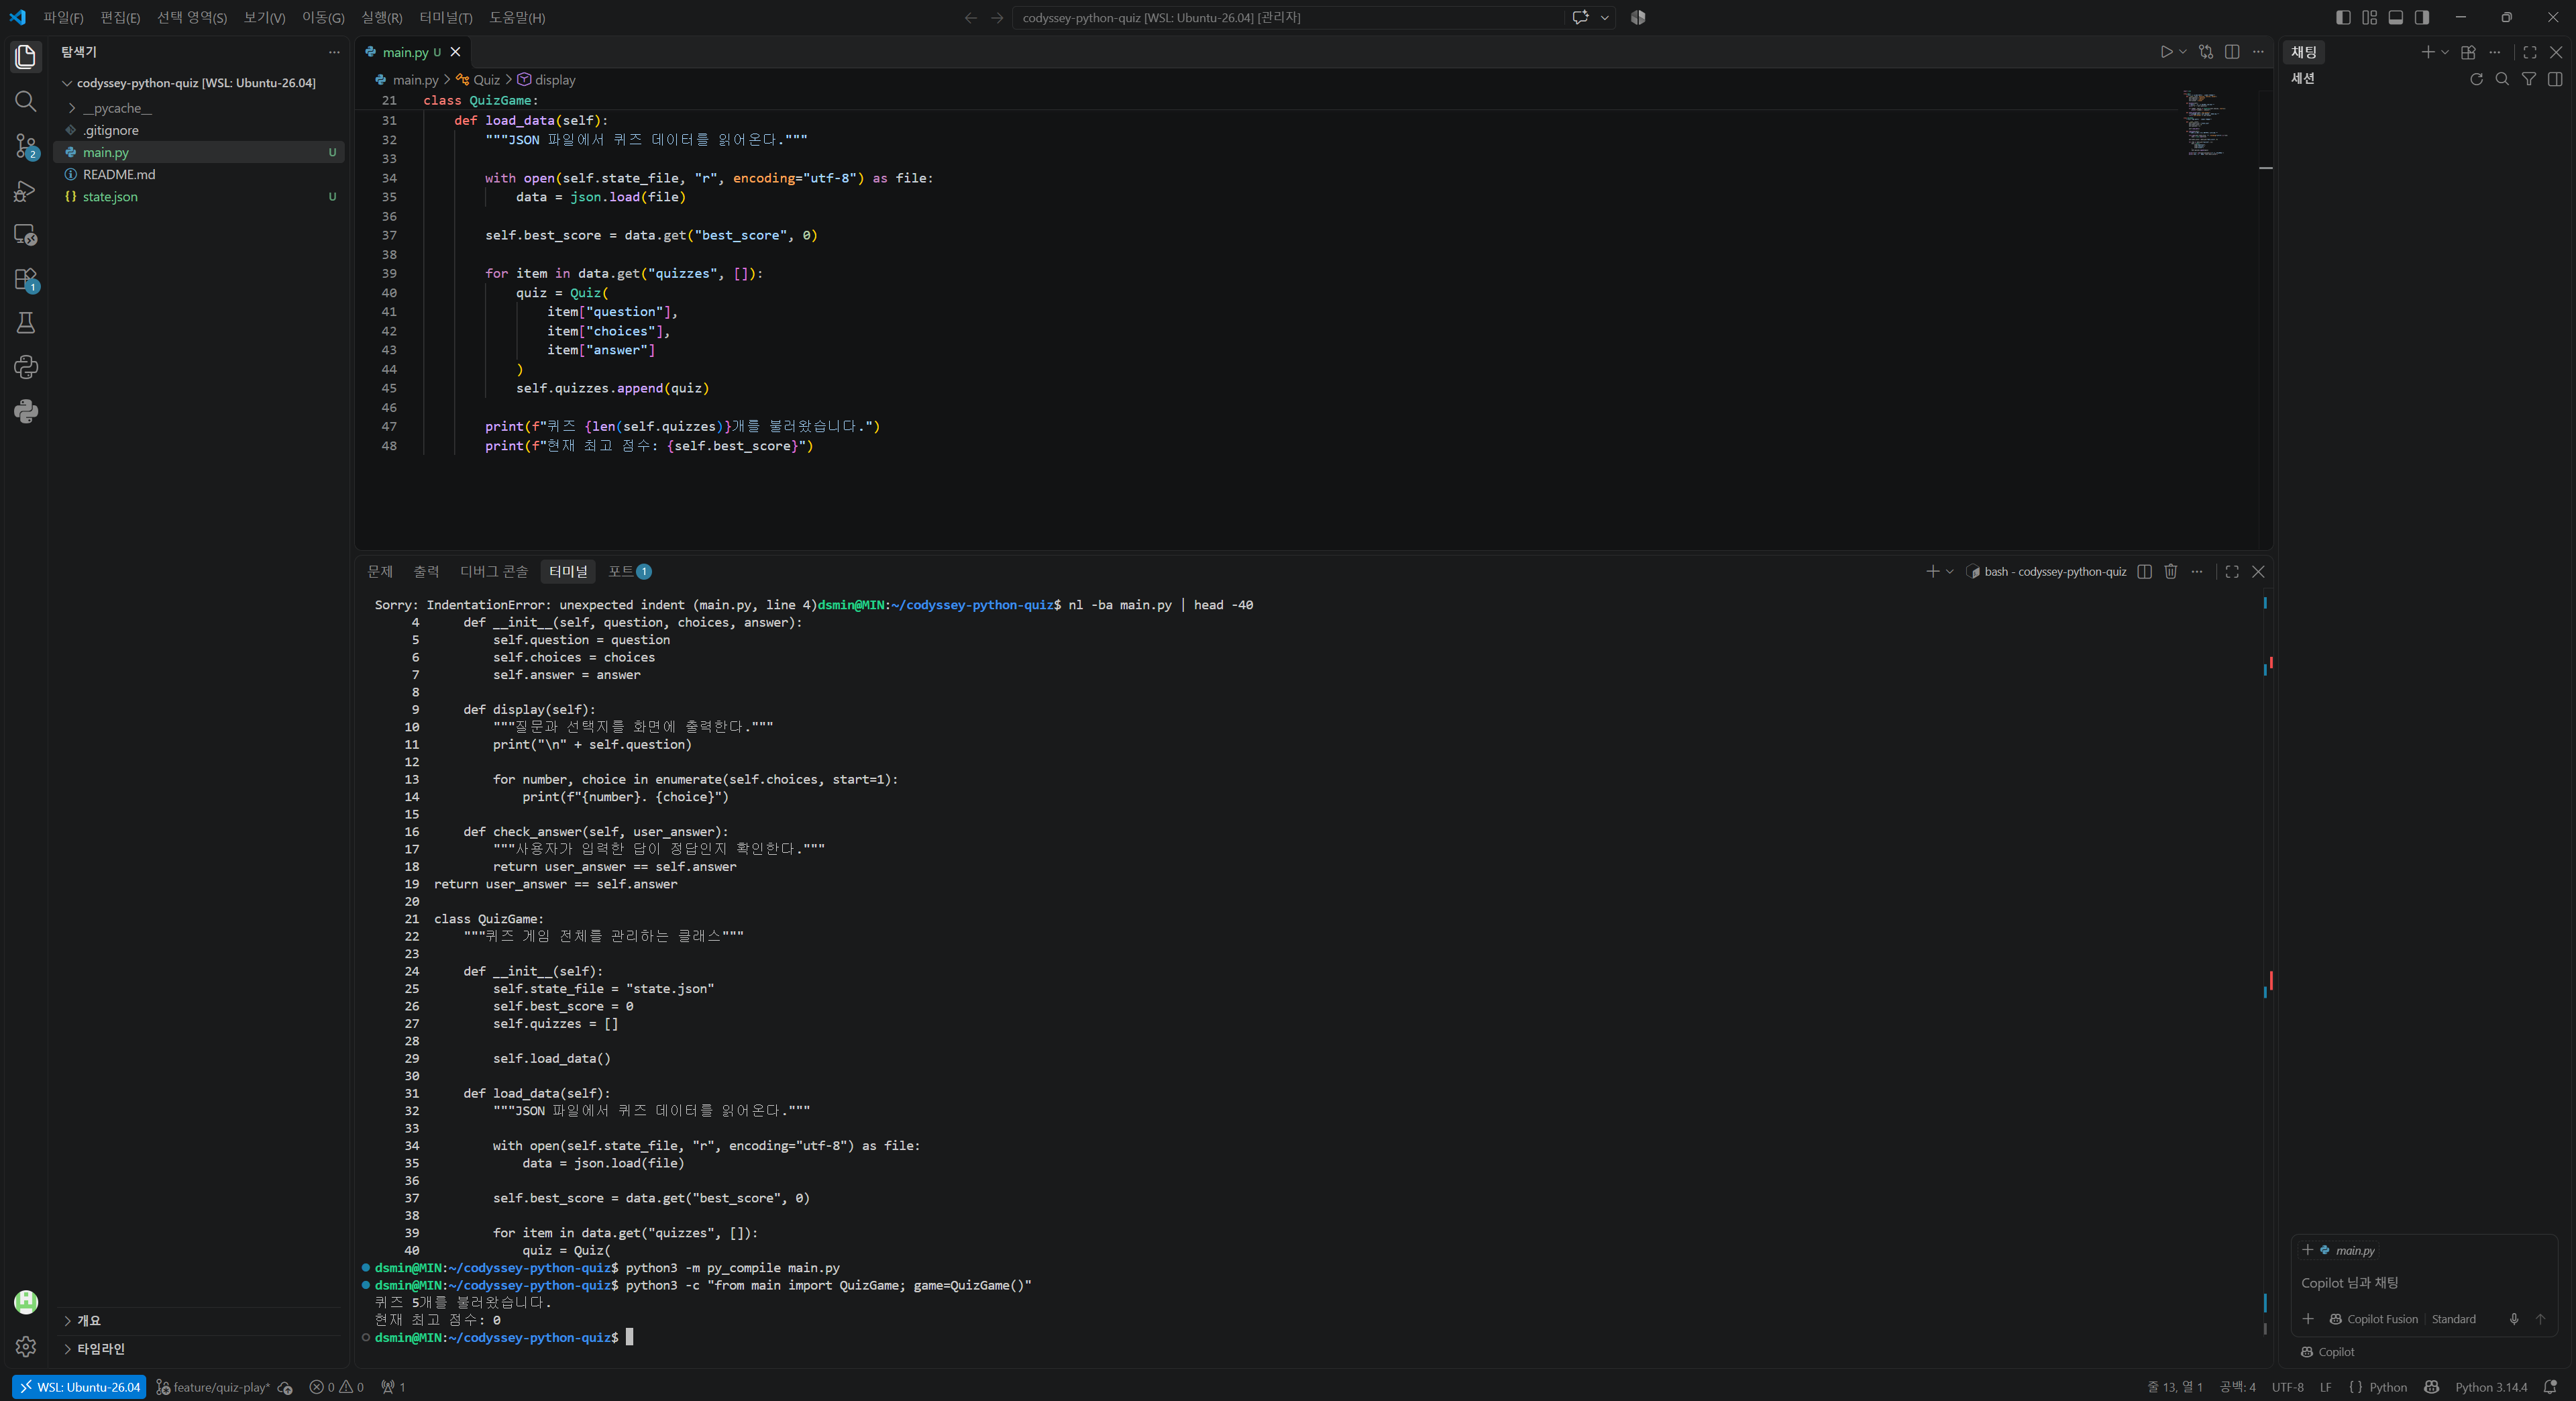 파일(F) 편집(E) 선택 영역(S) 보기(V) 이동(G) 실행(R) 터미널(T) 도움말(H)
codyssey-python-quiz [WSL: Ubuntu-26.04] [관리자]
탐색기
codyssey-python-quiz [WSL: Ubuntu-26.04]
__pycache__
.gitignore
main.py U
README.md
{} state.json U
개요
타임라인
2
1
main.py U
main.py > Quiz > display
21 class QuizGame:
31     def load_data(self):
32         """JSON 파일에서 퀴즈 데이터를 읽어온다."""
33
34         with open(self.state_file, "r", encoding="utf-8") as file:
35             data = json.load(file)
36
37         self.best_score = data.get("best_score", 0)
38
39         for item in data.get("quizzes", []):
40             quiz = Quiz(
41                 item["question"],
42                 item["choices"],
43                 item["answer"]
44             )
45             self.quizzes.append(quiz)
46
47         print(f"퀴즈 {len(self.quizzes)}개를 불러왔습니다.")
48         print(f"현재 최고 점수: {self.best_score}")
문제 출력 디버그 콘솔 터미널 포트 1
bash - codyssey-python-quiz
Sorry: IndentationError: unexpected indent (main.py, line 4)dsmin@MIN:~/codyssey-python-quiz$ nl -ba main.py | head -40
4     def __init__(self, question, choices, answer):
5         self.question = question
6         self.choices = choices
7         self.answer = answer
8
9     def display(self):
10         """질문과 선택지를 화면에 출력한다."""
11         print("\n" + self.question)
12
13         for number, choice in enumerate(self.choices, start=1):
14             print(f"{number}. {choice}")
15
16     def check_answer(self, user_answer):
17         """사용자가 입력한 답이 정답인지 확인한다."""
18         return user_answer == self.answer
19 return user_answer == self.answer
20
21 class QuizGame:
22     """퀴즈 게임 전체를 관리하는 클래스"""
23
24     def __init__(self):
25         self.state_file = "state.json"
26         self.best_score = 0
27         self.quizzes = []
28
29         self.load_data()
30
31     def load_data(self):
32         """JSON 파일에서 퀴즈 데이터를 읽어온다."""
33
34         with open(self.state_file, "r", encoding="utf-8") as file:
35             data = json.load(file)
36
37         self.best_score = data.get("best_score", 0)
38
39         for item in data.get("quizzes", []):
40             quiz = Quiz(
dsmin@MIN:~/codyssey-python-quiz$ python3 -m py_compile main.py
dsmin@MIN:~/codyssey-python-quiz$ python3 -c "from main import QuizGame; game=QuizGame()"
퀴즈 5개를 불러왔습니다.
현재 최고 점수: 0
dsmin@MIN:~/codyssey-python-quiz$
채팅
세션
main.py
Copilot 님과 채팅
Copilot Fusion Standard
Copilot
WSL: Ubuntu-26.04 feature/quiz-play* 0 0 1
줄 13, 열 1 공백: 4 UTF-8 LF { } Python Python 3.14.4